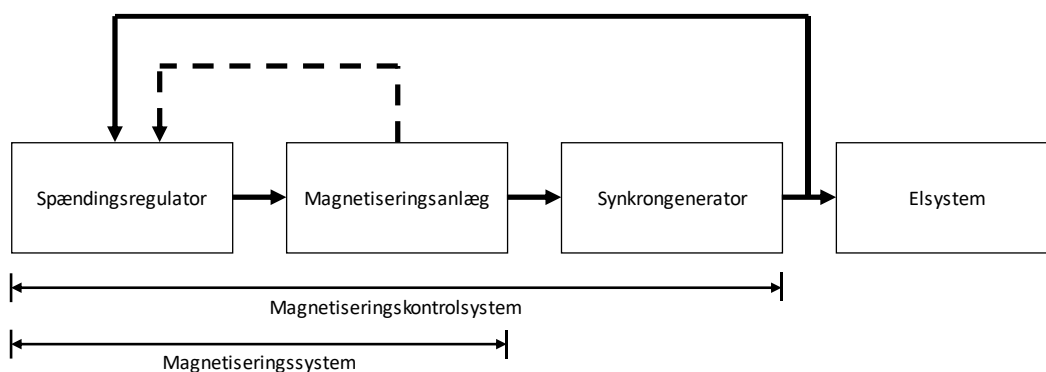 Spændingsregulator
Magnetiseringsanlæg
Synkrongenerator
Elsystem
Magnetiseringskontrolsystem
Magnetiseringssystem